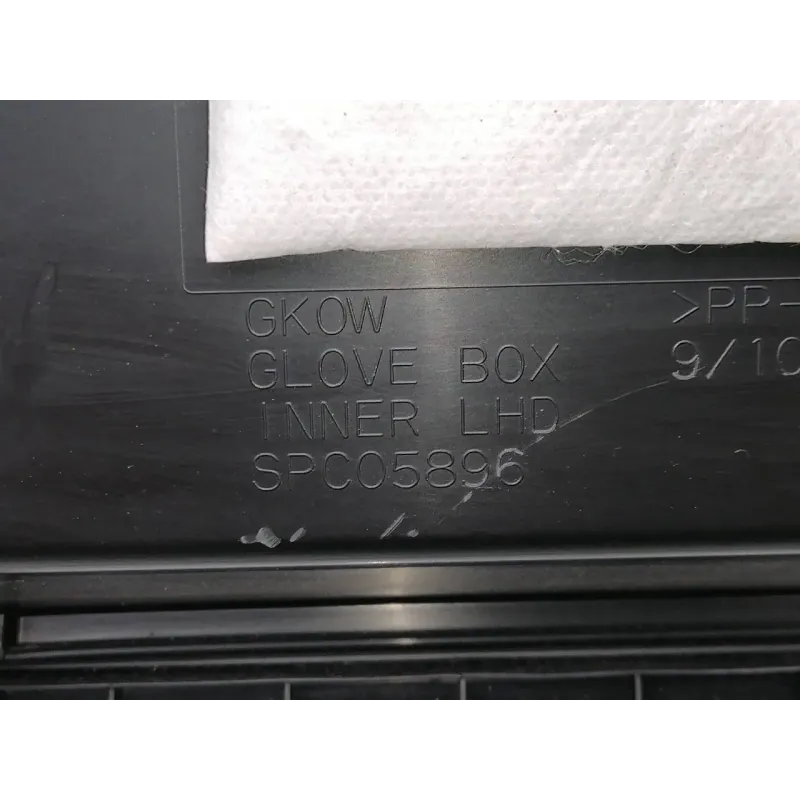 GKOW
GLOVE BOX
INNER LHD
SPC05896
>PP-
9/10